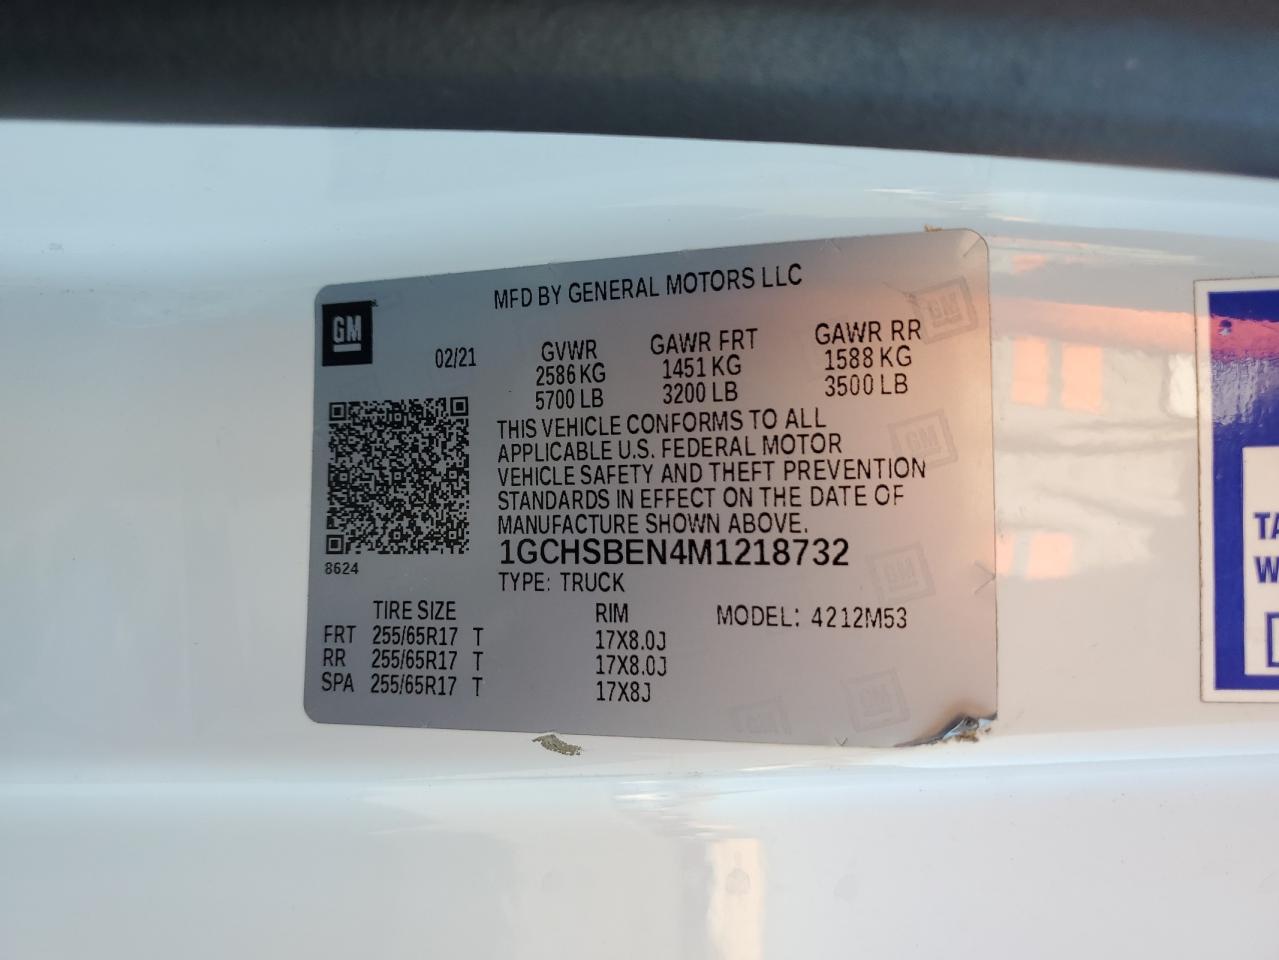 MFD BY GENERAL MOTORS LLC
GM
02/21
GVWR GAWR FRT GAWR RR
2586 KG 1451 KG 1588 KG
5700 LB 3200 LB 3500 LB
THIS VEHICLE CONFORMS TO ALL
APPLICABLE U.S. FEDERAL MOTOR
VEHICLE SAFETY AND THEFT PREVENTION
STANDARDS IN EFFECT ON THE DATE OF
MANUFACTURE SHOWN ABOVE.
1GCHSBEN4M1218732
8624
TYPE: TRUCK
TIRE SIZE RIM MODEL: 4212M53
FRT 255/65R17 T 17X8.0J
RR 255/65R17 T 17X8.0J
SPA 255/65R17 T 17X8J